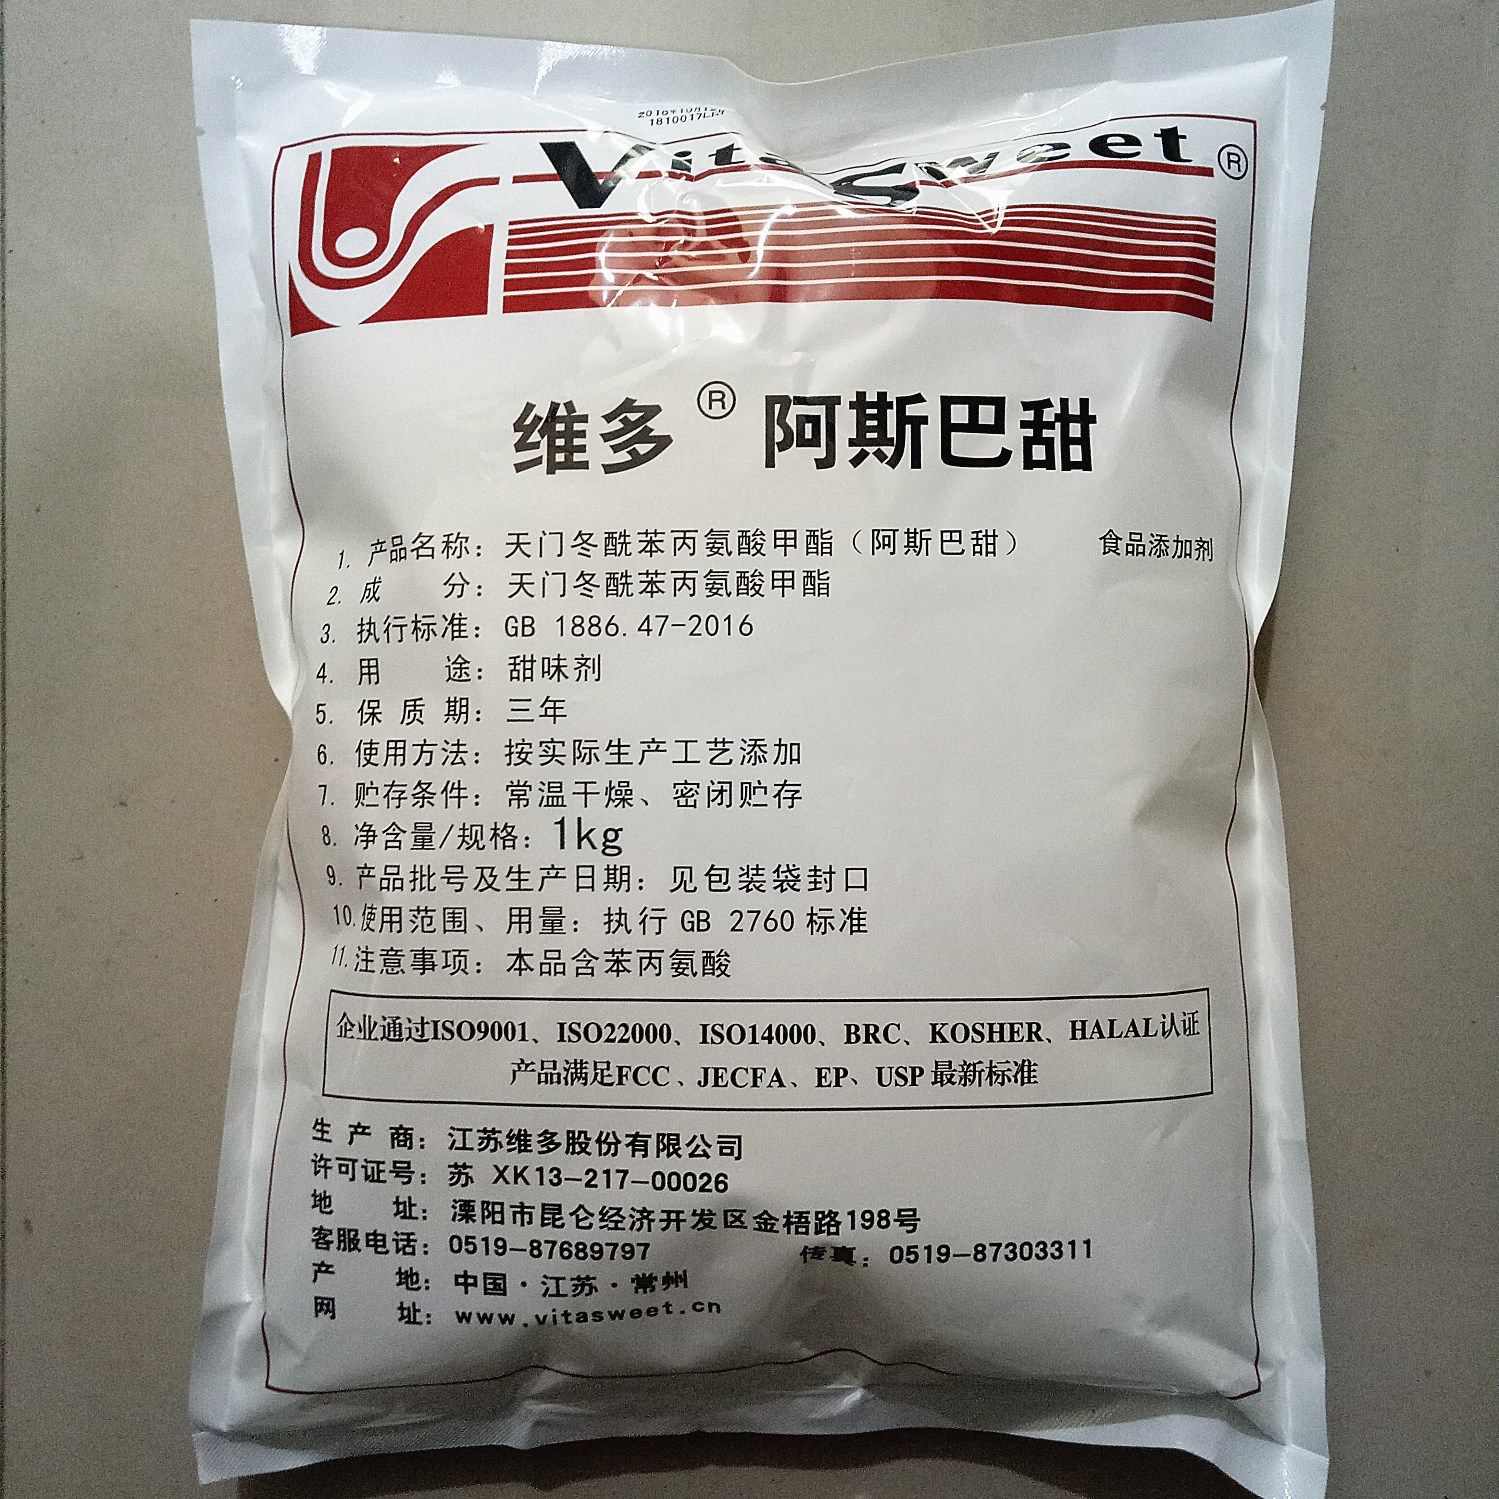 1810017
VitaSweet®
维多® 阿斯巴甜
1. 产品名称：天门冬酰苯丙氨酸甲酯（阿斯巴甜） 食品添加剂
2. 成 分：天门冬酰苯丙氨酸甲酯
3. 执行标准：GB 1886.47-2016
4. 用 途：甜味剂
5. 保 质 期：三年
6. 使用方法：按实际生产工艺添加
7. 贮存条件：常温干燥、密闭贮存
8. 净含量/规格：1kg
9. 产品批号及生产日期：见包装袋封口
10.使用范围、用量：执行 GB 2760 标准
11.注意事项：本品含苯丙氨酸
企业通过ISO9001、ISO22000、ISO14000、BRC、KOSHER、HALAL认证
产品满足FCC、JECFA、EP、USP 最新标准
生 产 商：江苏维多股份有限公司
许可证号：苏 XK13-217-00026
地 址：溧阳市昆仑经济开发区金梧路198号
客服电话：0519-87689797 传真：0519-87303311
产 地：中国·江苏·常州
网 址：www.vitasweet.cn